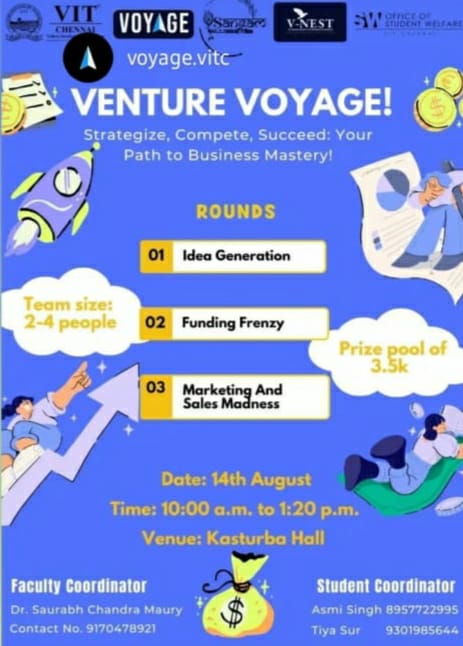 VIT
CHENNAI
VOYAGE
Sangam
V-NEST
SW OFFICE OF
STUDENT WELFARE
VIT CHENNAI
voyage.vitc
VENTURE VOYAGE!
Strategize, Compete, Succeed: Your
Path to Business Mastery!
ROUNDS
01 Idea Generation
Team size:
2-4 people
02 Funding Frenzy
Prize pool of
3.5k
03 Marketing And
Sales Madness
Date: 14th August
Time: 10:00 a.m. to 1:20 p.m.
Venue: Kasturba Hall
Faculty Coordinator
Dr. Saurabh Chandra Maury
Contact No. 9170478921
$
Student Coordinator
Asmi Singh 8957722995
Tiya Sur 9301985644